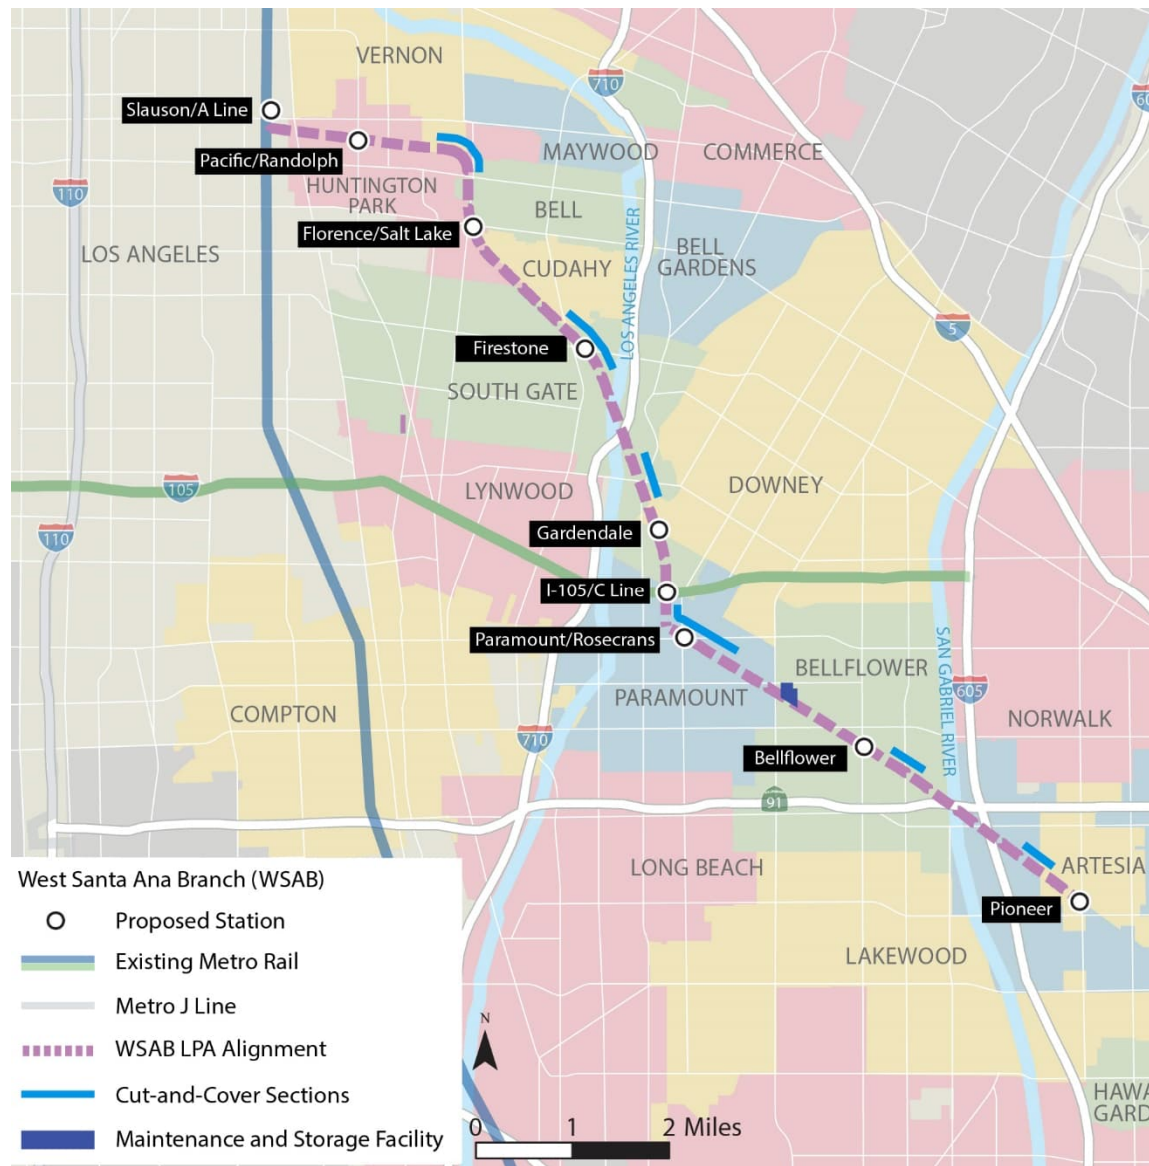 VERNON
710
60
Slauson/A Line
Pacific/Randolph
MAYWOOD
COMMERCE
110
HUNTINGTON
PARK
BELL
Florence/Salt Lake
LOS ANGELES
CUDAHY
BELL
GARDENS
LOS ANGELES RIVER
5
Firestone
SOUTH GATE
105
LYNWOOD
DOWNEY
110
Gardendale
I-105/C Line
Paramount/Rosecrans
BELLFLOWER
SAN GABRIEL RIVER
605
PARAMOUNT
NORWALK
COMPTON
710
Bellflower
91
LONG BEACH
ARTESIA
Pioneer
LAKEWOOD
HAWA
GARD
West Santa Ana Branch (WSAB)
Proposed Station
Existing Metro Rail
Metro J Line
WSAB LPA Alignment
Cut-and-Cover Sections
Maintenance and Storage Facility
N
0 1 2 Miles